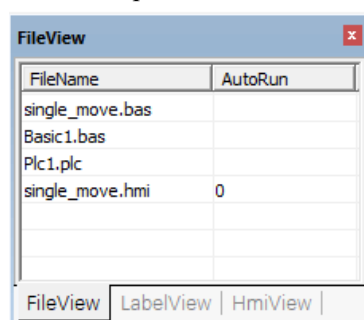 FileView x
FileName AutoRun
single_move.bas
Basic1.bas
Plc1.plc
single_move.hmi 0
FileView | LabelView | HmiView |